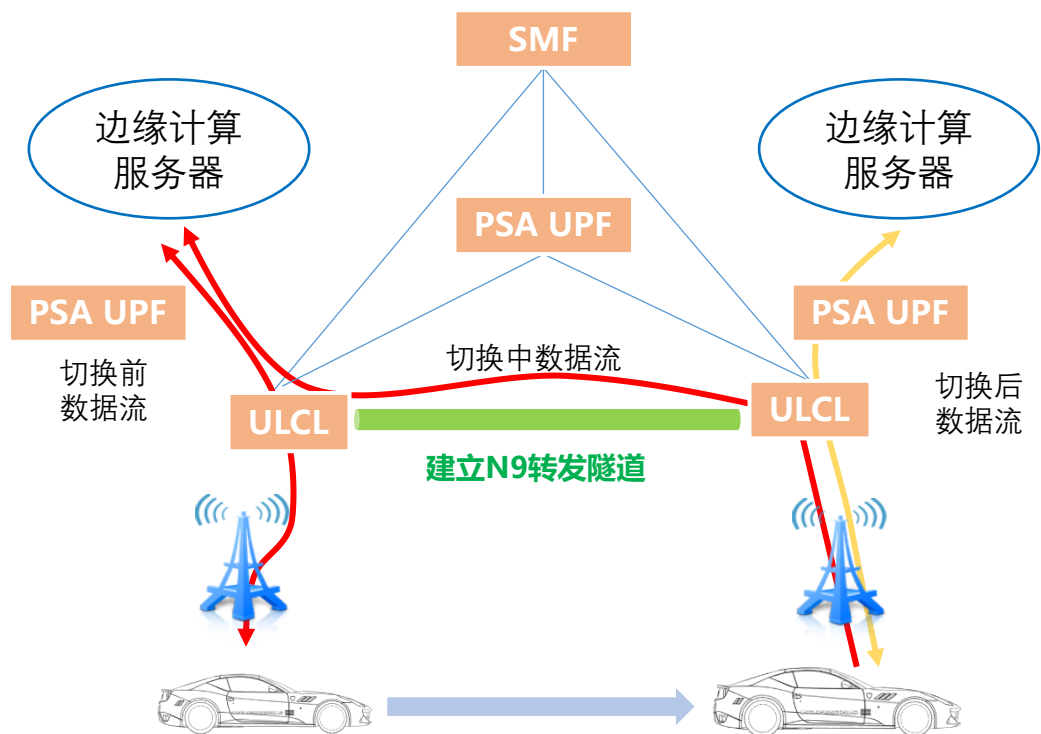 SMF
边缘计算
服务器
边缘计算
服务器
PSA UPF
PSA UPF
PSA UPF
切换前
数据流
切换中数据流
切换后
数据流
ULCL
ULCL
建立N9转发隧道